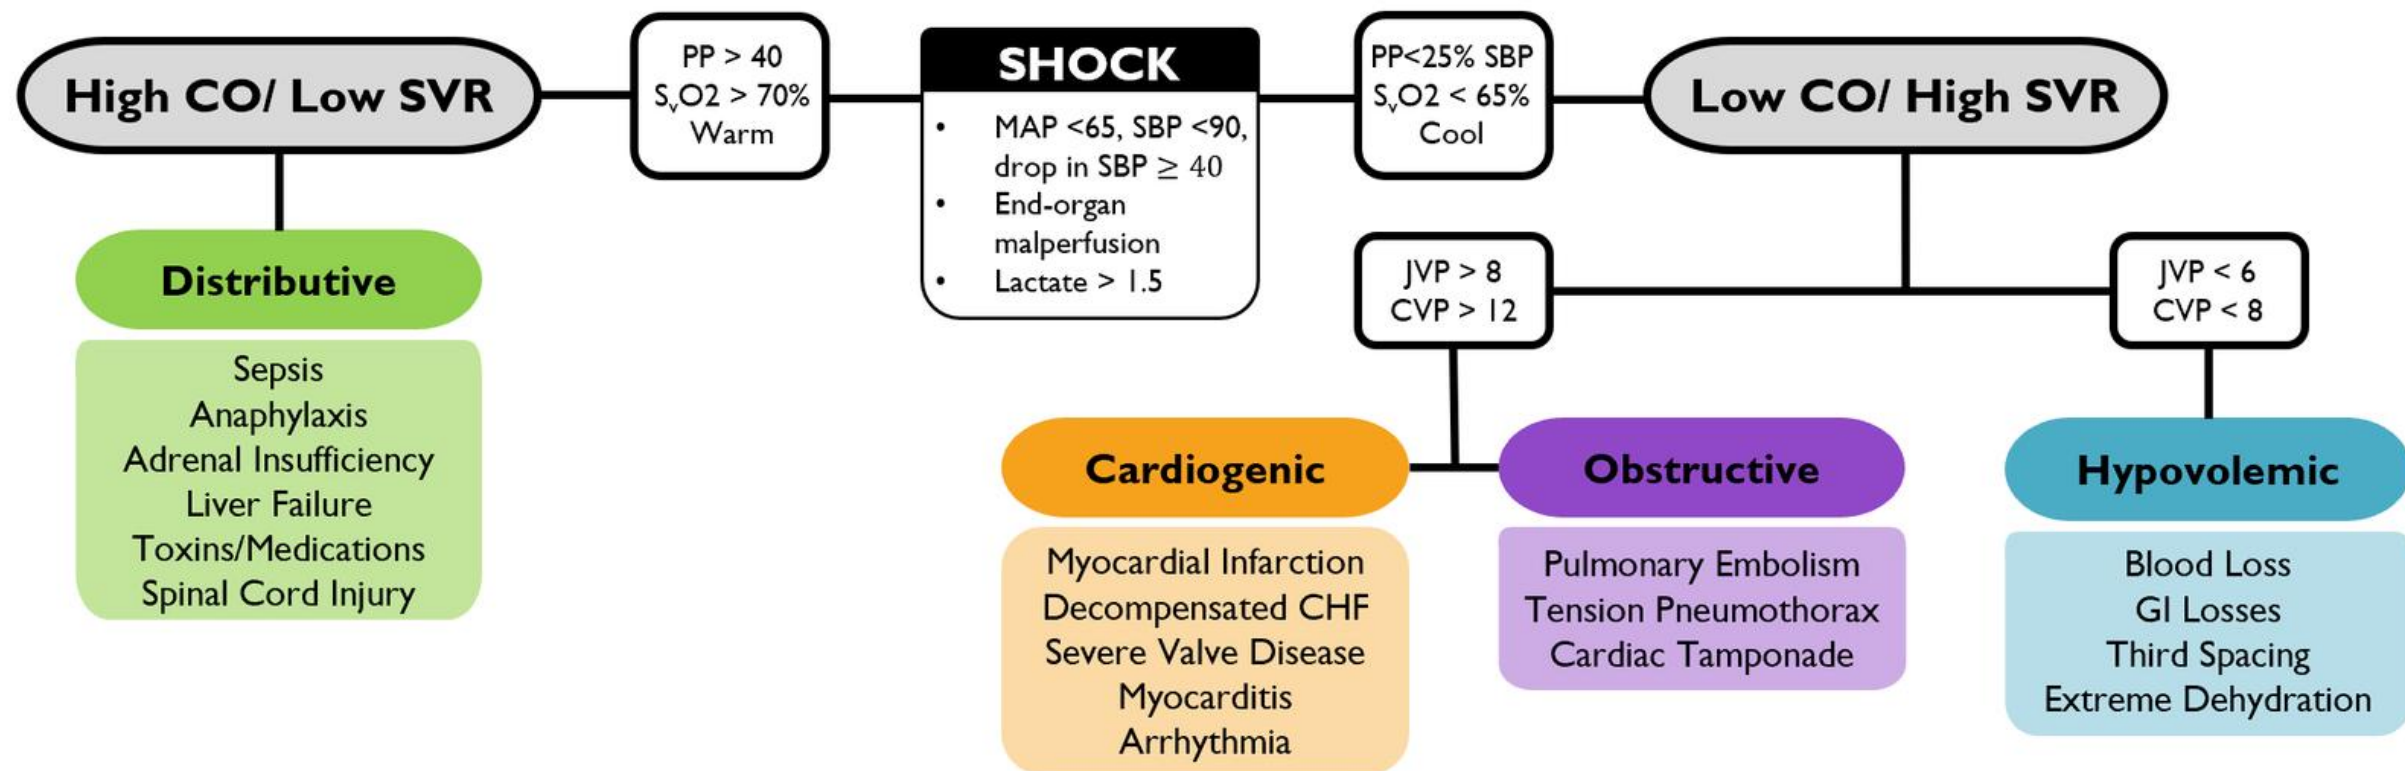 High CO/ Low SVR
PP > 40
SvO2 > 70%
Warm
SHOCK
• MAP <65, SBP <90,
drop in SBP ≥ 40
• End-organ
malperfusion
• Lactate > 1.5
PP<25% SBP
SvO2 < 65%
Cool
Low CO/ High SVR
Distributive
Sepsis
Anaphylaxis
Adrenal Insufficiency
Liver Failure
Toxins/Medications
Spinal Cord Injury
JVP > 8
CVP > 12
JVP < 6
CVP < 8
Cardiogenic
Myocardial Infarction
Decompensated CHF
Severe Valve Disease
Myocarditis
Arrhythmia
Obstructive
Pulmonary Embolism
Tension Pneumothorax
Cardiac Tamponade
Hypovolemic
Blood Loss
GI Losses
Third Spacing
Extreme Dehydration